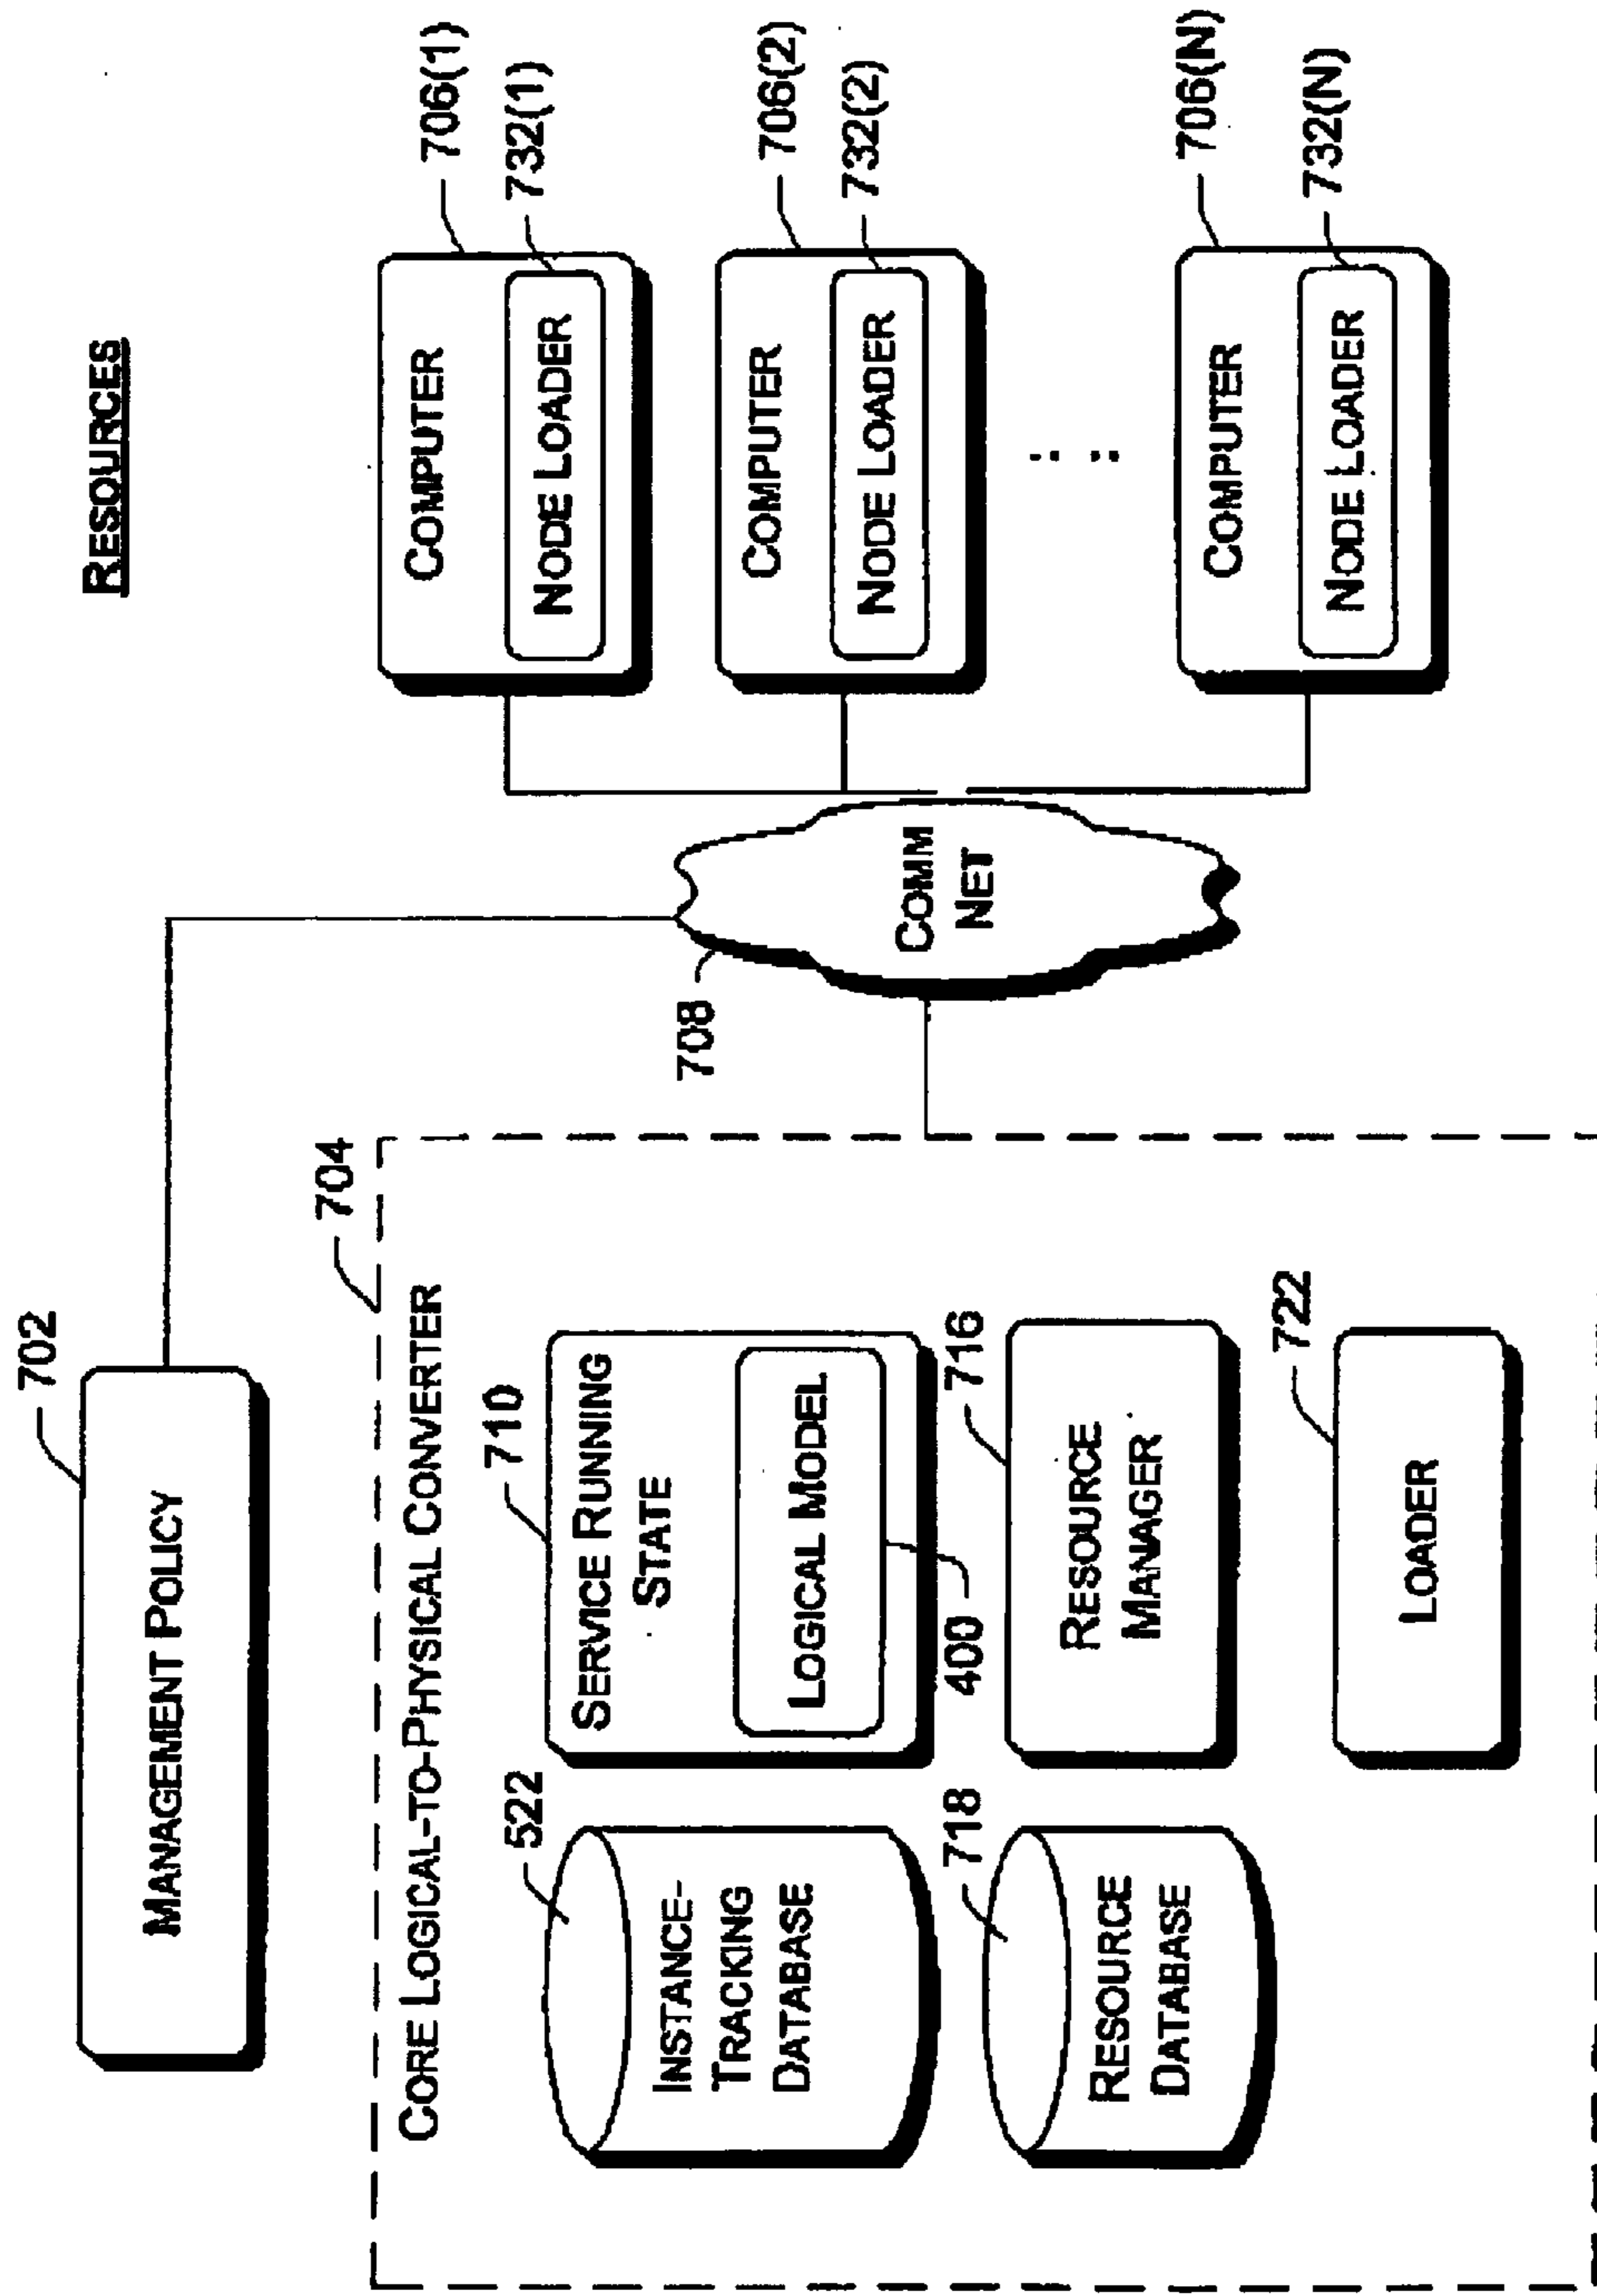 702
MANAGEMENT POLICY
704
CORE LOGICAL-TO-PHYSICAL CONVERTER
522
INSTANCE-
TRACKING
DATABASE
710
SERVICE RUNNING
STATE
LOGICAL MODEL
400
718
RESOURCE
DATABASE
716
RESOURCE
MANAGER
722
LOADER
708
COMM
NET
RESOURCES
706(1)
COMPUTER
732(1)
NODE LOADER
706(2)
COMPUTER
732(2)
NODE LOADER
706(N)
COMPUTER
732(N)
NODE LOADER